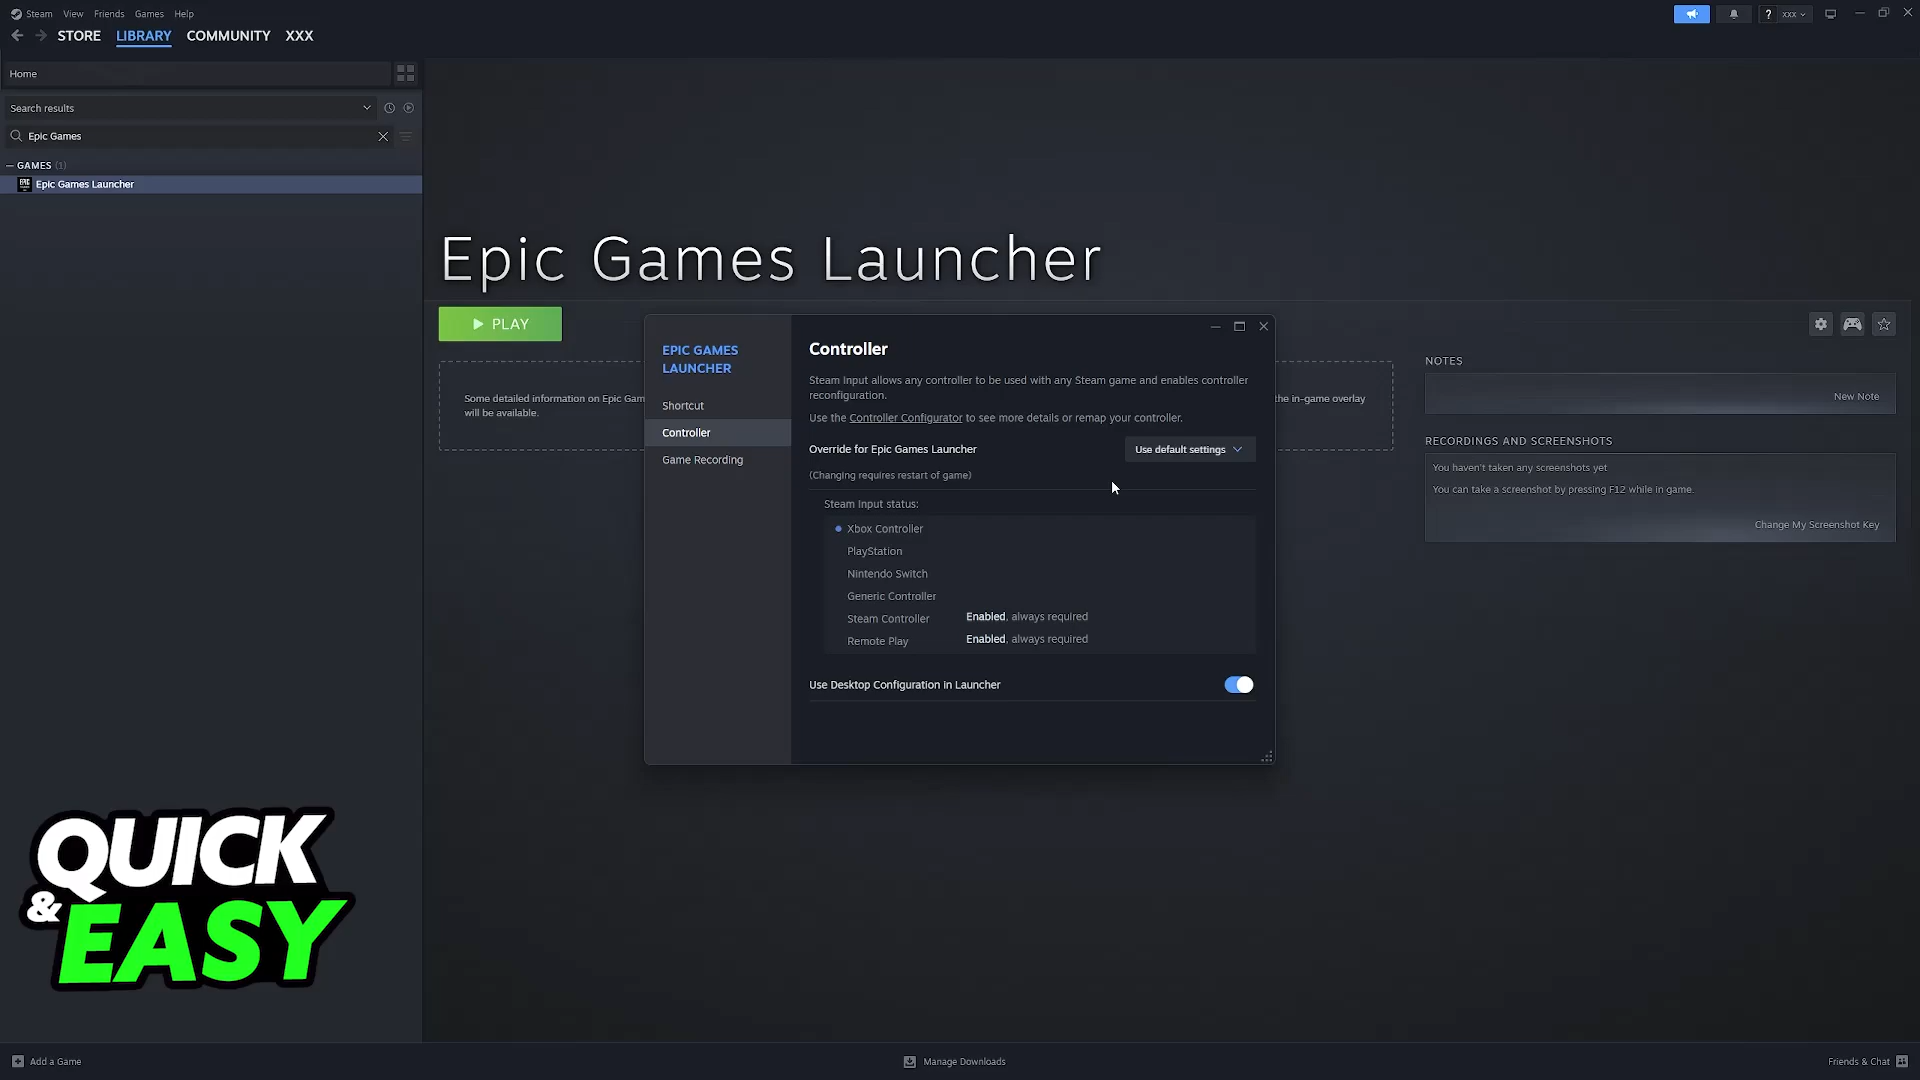 Steam View Friends Games Help
? xxx
STORE LIBRARY COMMUNITY XXX
Home
Search results
Epic Games
— GAMES (1)
EPIC Epic Games Launcher
Epic Games Launcher
PLAY
Some detailed information on Epic Gam
will be available.
the in-game overlay
NOTES
New Note
RECORDINGS AND SCREENSHOTS
You haven't taken any screenshots yet
You can take a screenshot by pressing F12 while in game.
Change My Screenshot Key
EPIC GAMES
LAUNCHER
Shortcut
Controller
Game Recording
Controller
Steam Input allows any controller to be used with any Steam game and enables controller
reconfiguration.
Use the Controller Configurator to see more details or remap your controller.
Override for Epic Games Launcher Use default settings
(Changing requires restart of game)
Steam Input status:
Xbox Controller
PlayStation
Nintendo Switch
Generic Controller
Steam Controller Enabled, always required
Remote Play Enabled, always required
Use Desktop Configuration in Launcher
QUICK
& EASY
Add a Game
Manage Downloads
Friends & Chat